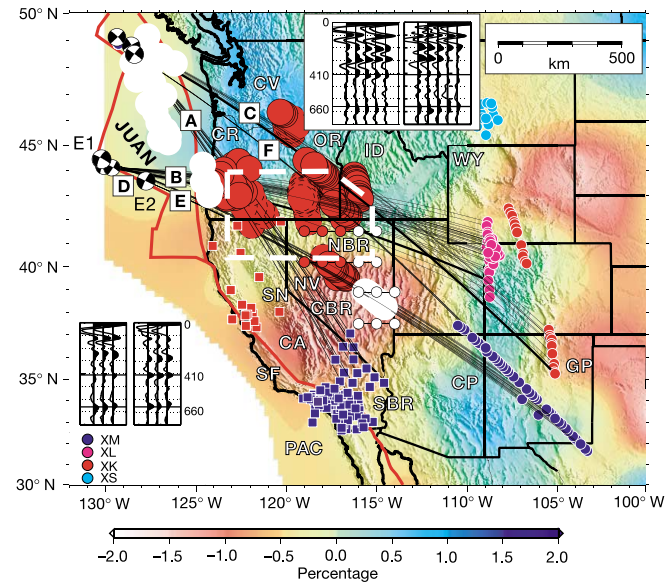 50° N
45° N
40° N
35° N
30° N
130° W
125° W
120° W
115° W
110° W
105° W
100° W
0
410
660
0 500
km
CV
C
A
CR
OR
F
ID
WY
JUAN
E1
B
D
E
E2
NBR
NV
SN
CBR
CA
SF
SBR
CP
GP
PAC
0
410
660
XM
XL
XK
XS
−2.0 −1.5 −1.0 −0.5 0.0 0.5 1.0 1.5 2.0
Percentage